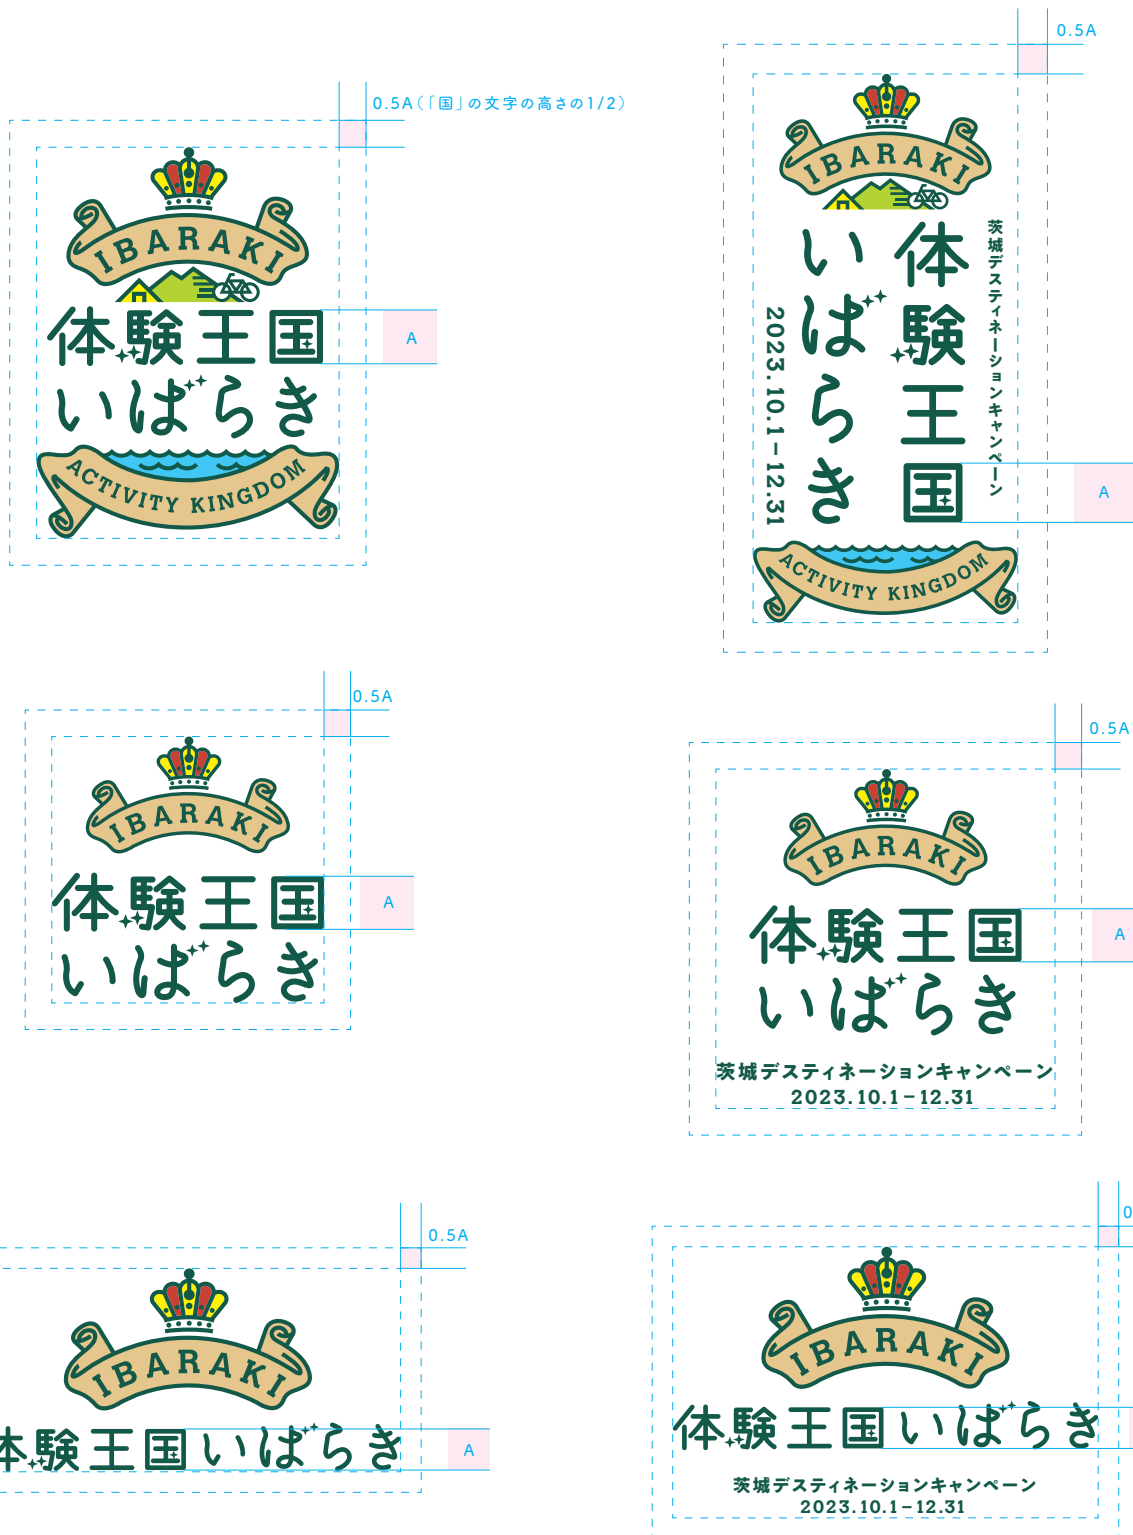 0.5A(「国」の文字の高さの1/2)
IBARAKI
体験王国
A
いばらき
ACTIVITY KINGDOM
0.5A
IBARAKI
茨城デスティネーションキャンペーン
体験王国
いばらき
2023.10.1-12.31
A
ACTIVITY KINGDOM
0.5A
IBARAKI
体験王国
A
いばらき
0.5A
IBARAKI
体験王国
A
いばらき
茨城デスティネーションキャンペーン
2023.10.1-12.31
0.5A
IBARAKI
体験王国いばらき
A
0
IBARAKI
体験王国いばらき
茨城デスティネーションキャンペーン
2023.10.1-12.31